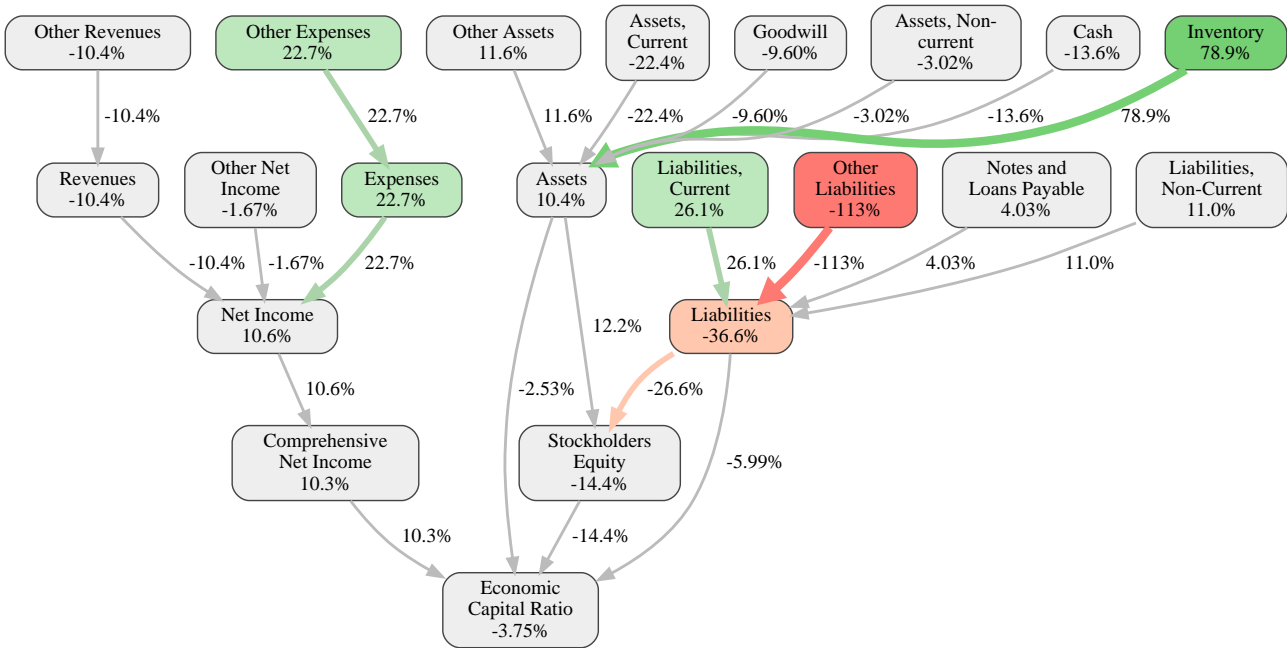 Other Revenues
-10.4%
Other Expenses
22.7%
Other Assets
11.6%
Assets,
Current
-22.4%
Goodwill
-9.60%
Assets, Non-
current
-3.02%
Cash
-13.6%
Inventory
78.9%
-10.4%
22.7%
11.6%
-22.4%
-9.60%
-3.02%
-13.6%
78.9%
Revenues
-10.4%
Other Net
Income
-1.67%
Expenses
22.7%
Assets
10.4%
Liabilities,
Current
26.1%
Other
Liabilities
-113%
Notes and
Loans Payable
4.03%
Liabilities,
Non-Current
11.0%
-10.4%
-1.67%
22.7%
26.1%
-113%
4.03%
11.0%
Net Income
10.6%
12.2%
Liabilities
-36.6%
10.6%
-2.53%
-26.6%
Comprehensive
Net Income
10.3%
Stockholders
Equity
-14.4%
-5.99%
10.3%
-14.4%
Economic
Capital Ratio
-3.75%